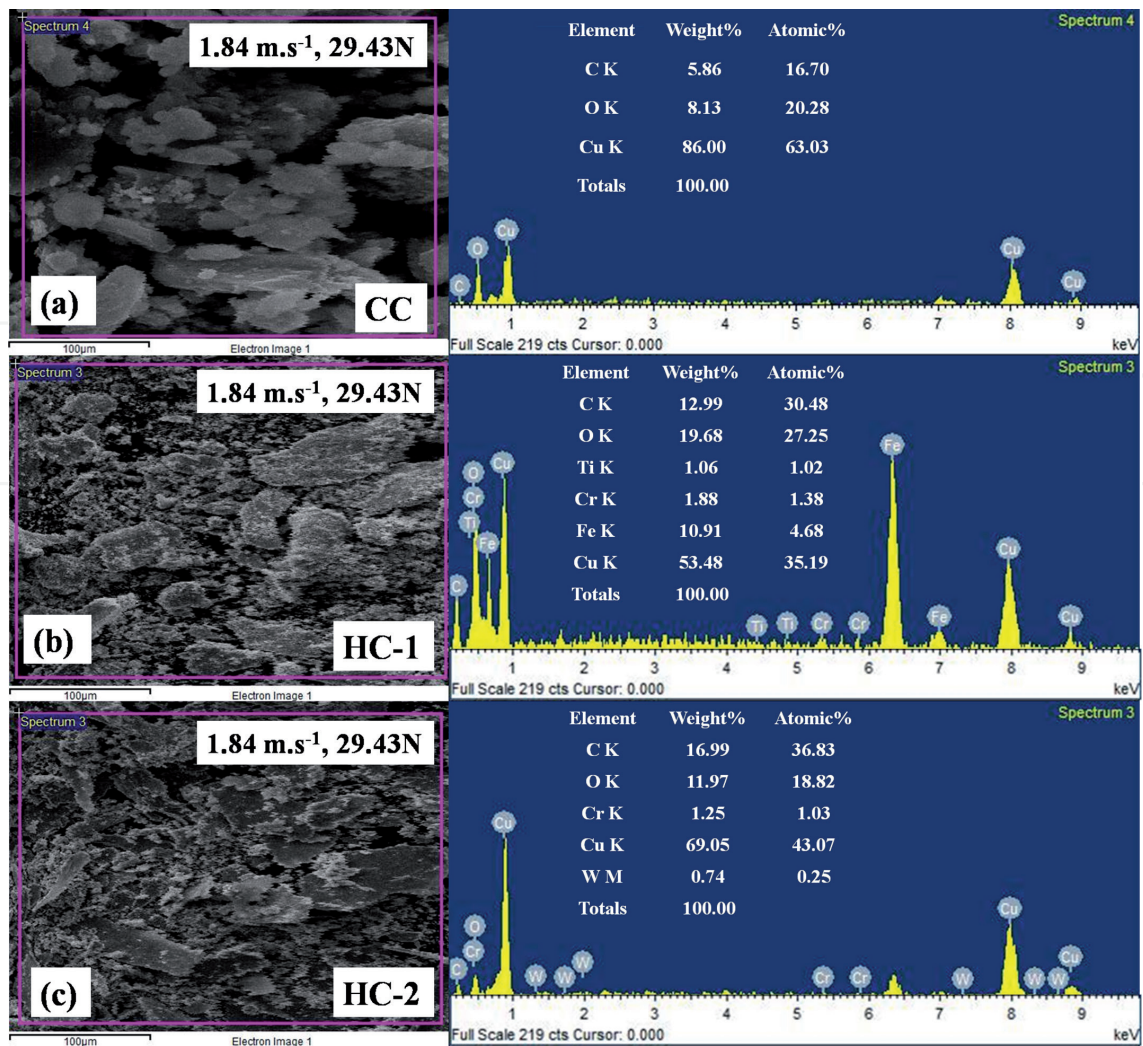 Spectrum 4
1.84 m.s-1, 29.43N
(a)
CC
100µm
Electron Image 1
Spectrum 4
Element Weight% Atomic%
C K 5.86 16.70
O K 8.13 20.28
Cu K 86.00 63.03
Totals 100.00
C O Cu Cu Cu
1 2 3 4 5 6 7 8 9
Full Scale 219 cts Cursor: 0.000
keV
Spectrum 3
1.84 m.s-1, 29.43N
(b)
HC-1
100µm
Electron Image 1
Spectrum 3
Element Weight% Atomic%
C K 12.99 30.48
O K 19.68 27.25
Ti K 1.06 1.02
Cr K 1.88 1.38
Fe K 10.91 4.68
Cu K 53.48 35.19
Totals 100.00
C Ti Cr O Fe Cu Ti Ti Cr Cr Fe Fe Cu Cu
1 2 3 4 5 6 7 8 9
Full Scale 219 cts Cursor: 0.000
keV
Spectrum 3
1.84 m.s-1, 29.43N
(c)
HC-2
100µm
Electron Image 1
Spectrum 3
Element Weight% Atomic%
C K 16.99 36.83
O K 11.97 18.82
Cr K 1.25 1.03
Cu K 69.05 43.07
W M 0.74 0.25
Totals 100.00
C Cr O Cu W W W Cr Cr W Cu W W Cu
1 2 3 4 5 6 7 8 9
Full Scale 219 cts Cursor: 0.000
keV